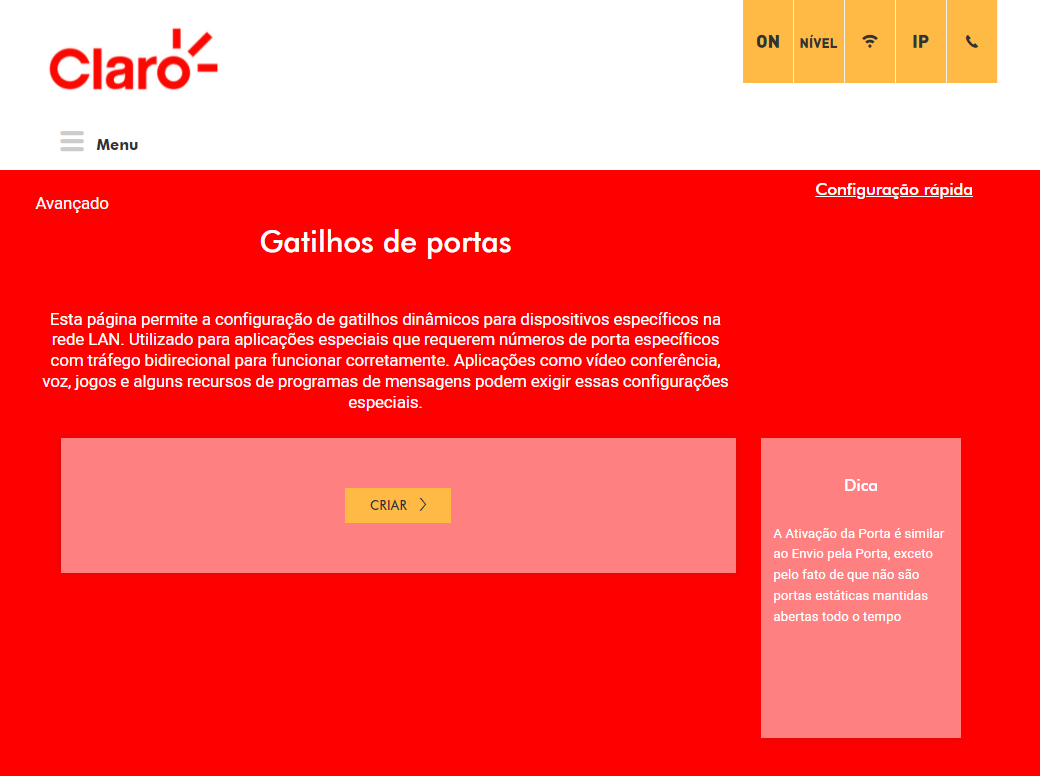 Claro
ON
NÍVEL
IP
Menu
Configuração rápida
Avançado
Gatilhos de portas
Esta página permite a configuração de gatilhos dinâmicos para dispositivos específicos na
rede LAN. Utilizado para aplicações especiais que requerem números de porta específicos
com tráfego bidirecional para funcionar corretamente. Aplicações como vídeo conferência,
voz, jogos e alguns recursos de programas de mensagens podem exigir essas configurações
especiais.
CRIAR
Dica
A Ativação da Porta é similar
ao Envio pela Porta, exceto
pelo fato de que não são
portas estáticas mantidas
abertas todo o tempo